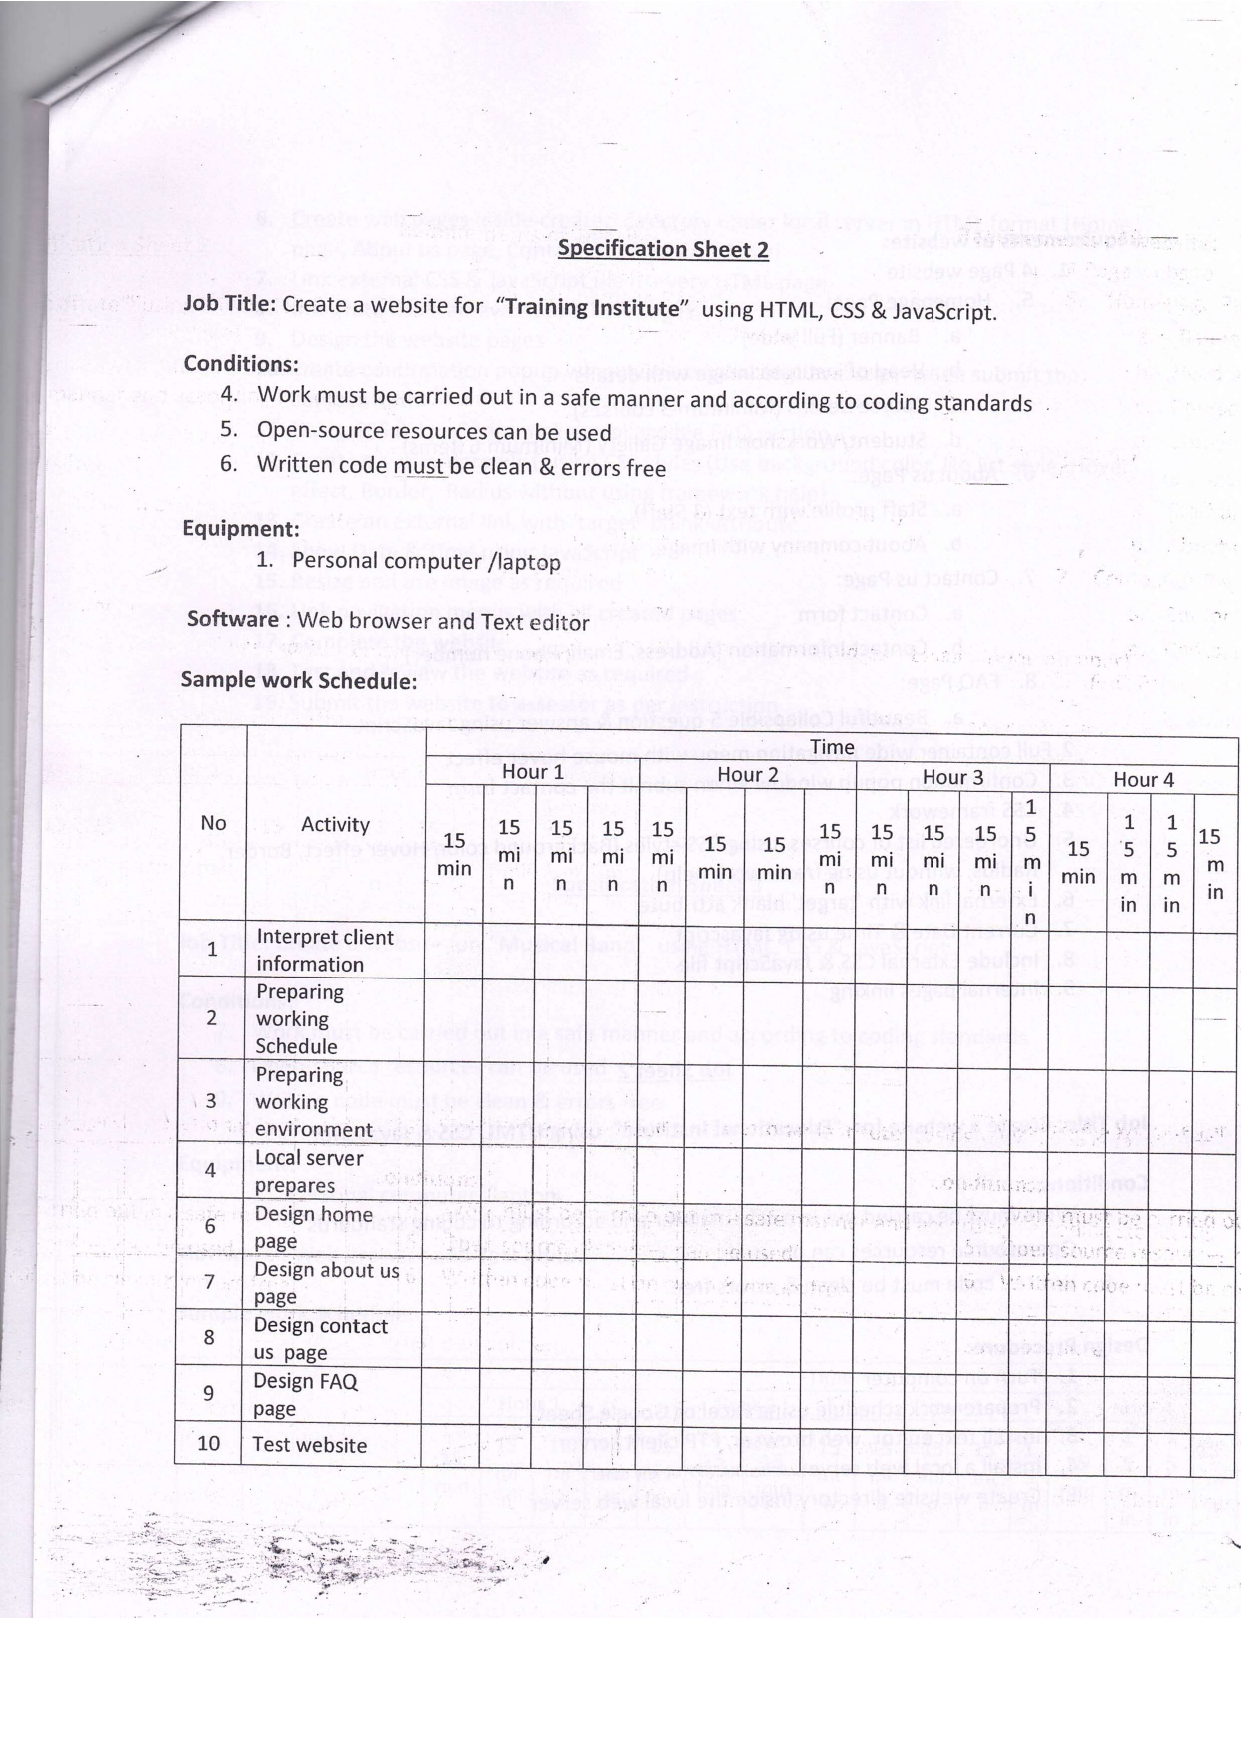 Specification Sheet 2
Job Title: Create a website for “Training Institute” using HTML, CSS & JavaScript.
Conditions:
4. Work must be carried out in a safe manner and according to coding standards
5. Open-source resources can be used
6. Written code must be clean & errors free
Equipment:
1. Personal computer /laptop
Software : Web browser and Text editor
Sample work Schedule:
No Activity Time
Hour 1 Hour 2 Hour 3 Hour 4
15 min 15 min 15 min 15 min 15 min 15 min 15 min 15 min 15 min 15 min 15 min 15 min 15 min 15 min 15 min 15 min
1 Interpret client
information
2 Preparing
working
Schedule
3 Preparing
working
environment
4 Local server
prepares
6 Design home
page
7 Design about us
page
8 Design contact
us page
9 Design FAQ
page
10 Test website